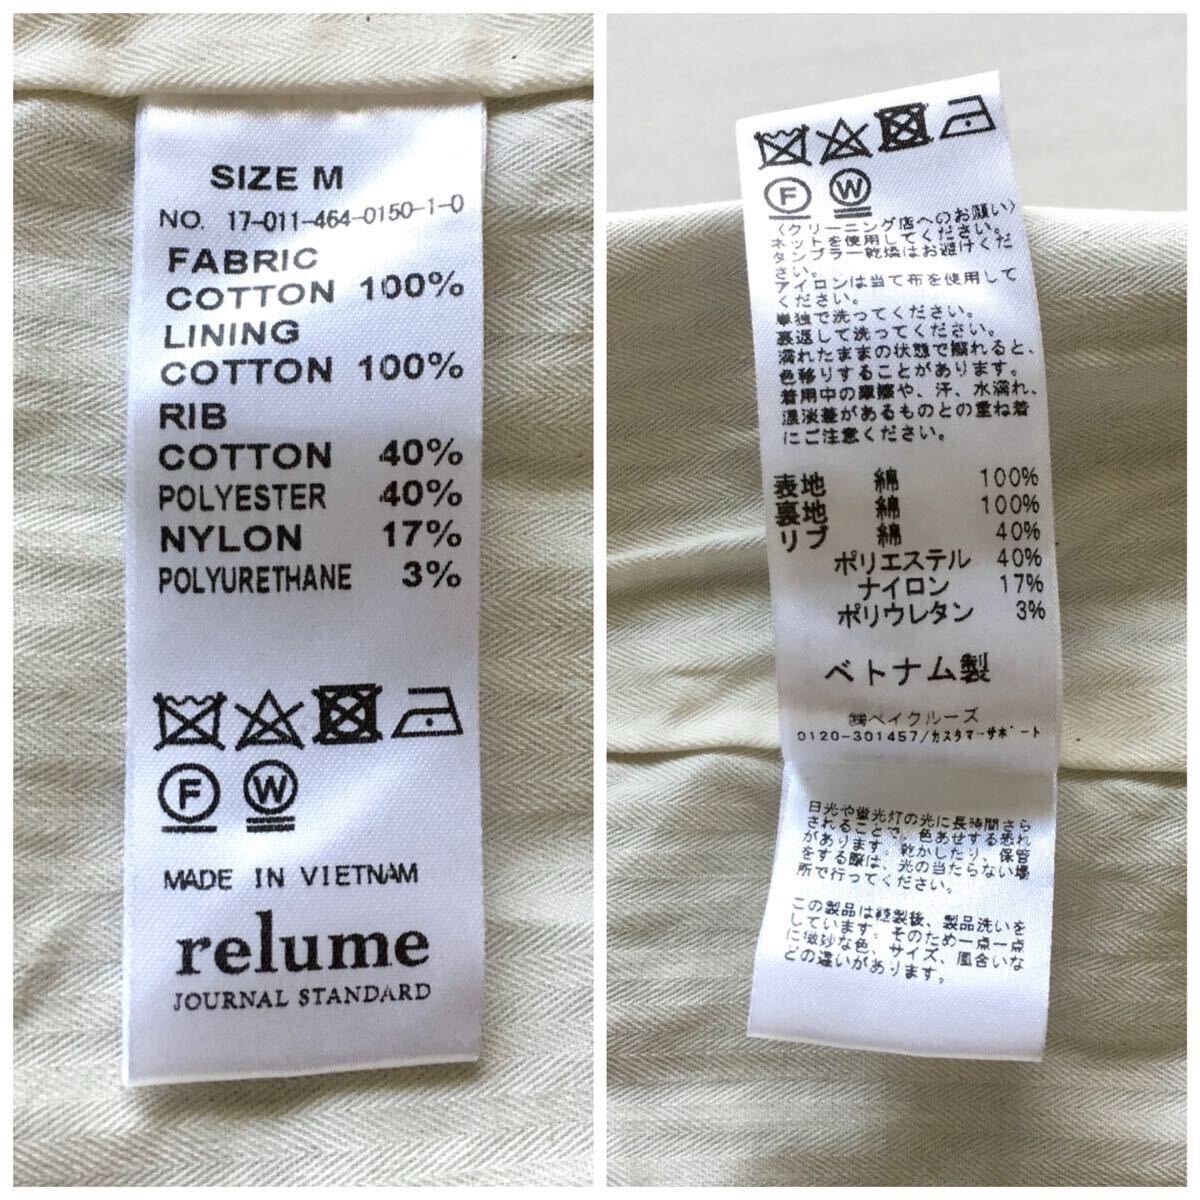 SIZE M
NO. 17-011-464-0150-1-0
FABRIC
COTTON 100%
LINING
COTTON 100%
RIB
COTTON 40%
POLYESTER 40%
NYLON 17%
POLYURETHANE 3%
F W
MADE IN VIETNAM
relume
JOURNAL STANDARD
F W
〈クリーニング店へのお願い〉
ネットを使用してください。
タンブラー乾燥はお避けくだ
さい。
アイロンは当て布を使用して
ください。
単独で洗ってください。
裏返して洗ってください。
濡れたままの状態で擦れると、
色移りすることがあります。
着用中の摩擦や、汗、水濡れ、
濃淡差があるものとの重ね着
にご注意ください。
表地 綿 100%
裏地 綿 100%
リブ 綿 40%
ポリエステル 40%
ナイロン 17%
ポリウレタン 3%
ベトナム製
㈱ベイクルーズ
0120-301457/カスタマーサポート
日光や蛍光灯の光に長時間さら
されることで、色あせする恐れ
があります。乾かしたり、保管
をする際は、光の当たらない場
所で行ってください。
この製品は縫製後、製品洗いを
しています。そのため一点一点
に微妙な色、サイズ、風合いな
どの違いがあります。